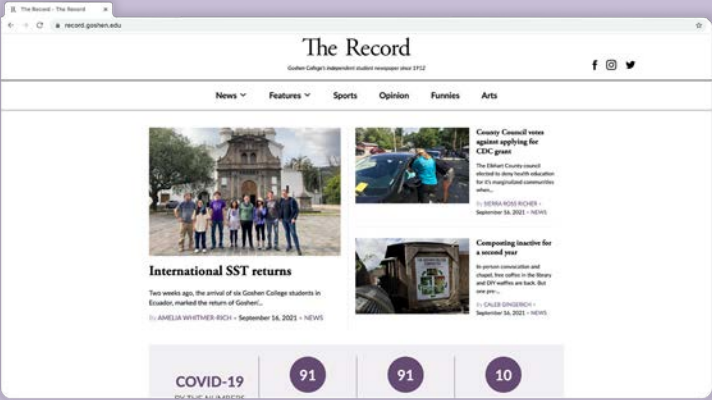 The Record - The Record
record.goshen.edu
The Record
Goshen College's independent student newspaper since 1912
News
Features
Sports
Opinion
Funnies
Arts
International SST returns
Two weeks ago, the arrival of six Goshen College students in
Ecuador, marked the return of Goshen'...
By AMELIA WHITMER-RICH • September 16, 2021 • NEWS
County Council votes
against applying for
CDC grant
The Elkhart County council
elected to deny health education
for it's marginalized communities
when...
By SIERRA ROSS RICHER •
September 16, 2021 • NEWS
Composting inactive for
a second year
In-person convocation and
chapel, free coffee in the library
and DIY waffles are back. But
one pre-...
By CALEB GINGERICH •
September 16, 2021 • NEWS
COVID-19
BY THE NUMBERS
91
91
10